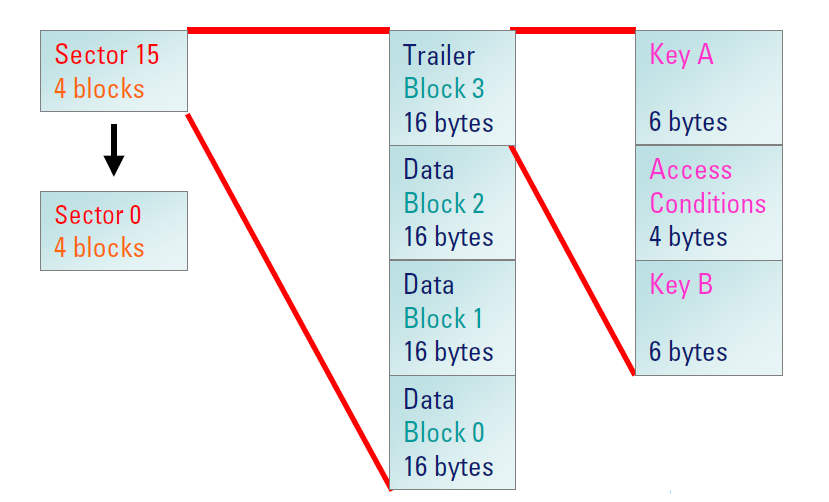 Sector 15
4 blocks
Sector 0
4 blocks
Trailer
Block 3
16 bytes
Data
Block 2
16 bytes
Data
Block 1
16 bytes
Data
Block 0
16 bytes
Key A
6 bytes
Access
Conditions
4 bytes
Key B
6 bytes